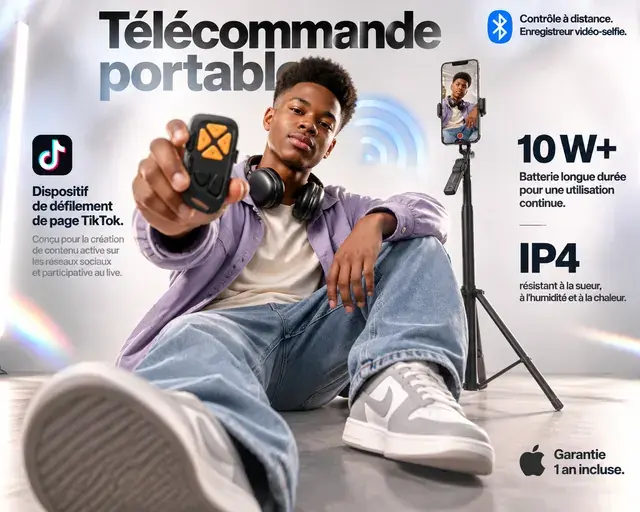 Télécommande
portable
Contrôle à distance.
Enregistreur vidéo-selfie.
Dispositif
de défilement
de page TikTok.
Conçu pour la création
de contenu active sur
les réseaux sociaux
et participative au live.
10 W+
Batterie longue durée
pour une utilisation
continue.
IP4
résistant à la sueur,
à l'humidité et à la chaleur.
Garantie
1 an incluse.